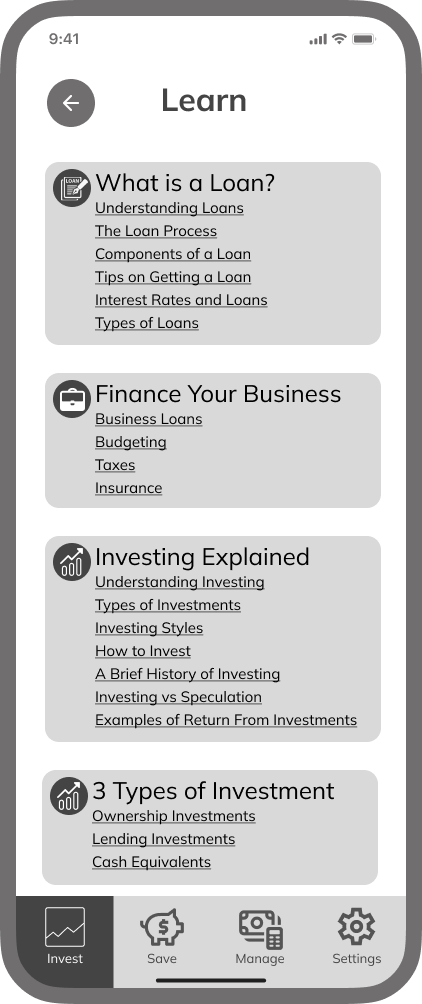 9:41
Learn
LOAN
What is a Loan?
Understanding Loans
The Loan Process
Components of a Loan
Tips on Getting a Loan
Interest Rates and Loans
Types of Loans
Finance Your Business
Business Loans
Budgeting
Taxes
Insurance
Investing Explained
Understanding Investing
Types of Investments
Investing Styles
How to Invest
A Brief History of Investing
Investing vs Speculation
Examples of Return From Investments
3 Types of Investment
Ownership Investments
Lending Investments
Cash Equivalents
$
Invest
Save
Manage
Settings